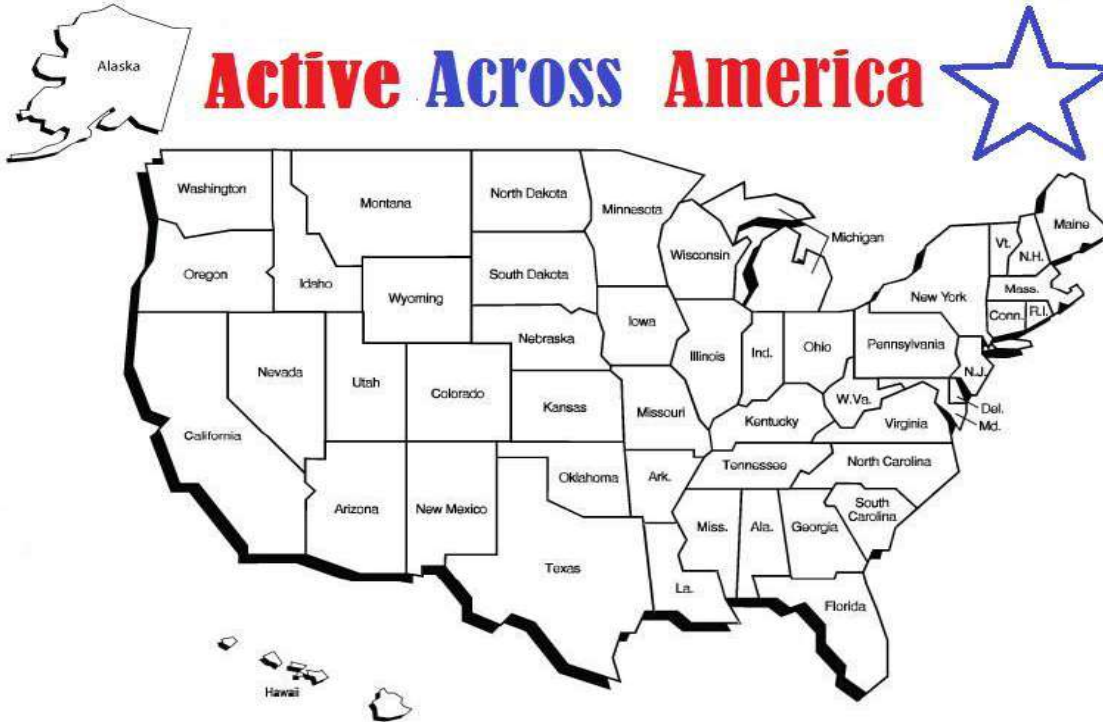 Alaska
Active Across America
Washington
Montana
North Dakota
Minnesota
Wisconsin
Michigan
Maine
Vt.
N.H.
Oregon
Idaho
South Dakota
Wyoming
New York
Mass.
Conn.
R.I.
Nebraska
Iowa
Illinois
Ind.
Ohio
Pennsylvania
N.J.
Nevada
Utah
Colorado
Kansas
Missouri
Kentucky
W.Va.
Virginia
Del.
Md.
California
Arizona
New Mexico
Oklahoma
Ark.
Tennessee
North Carolina
South
Carolina
Texas
La.
Miss.
Ala.
Georgia
Florida
Hawaii